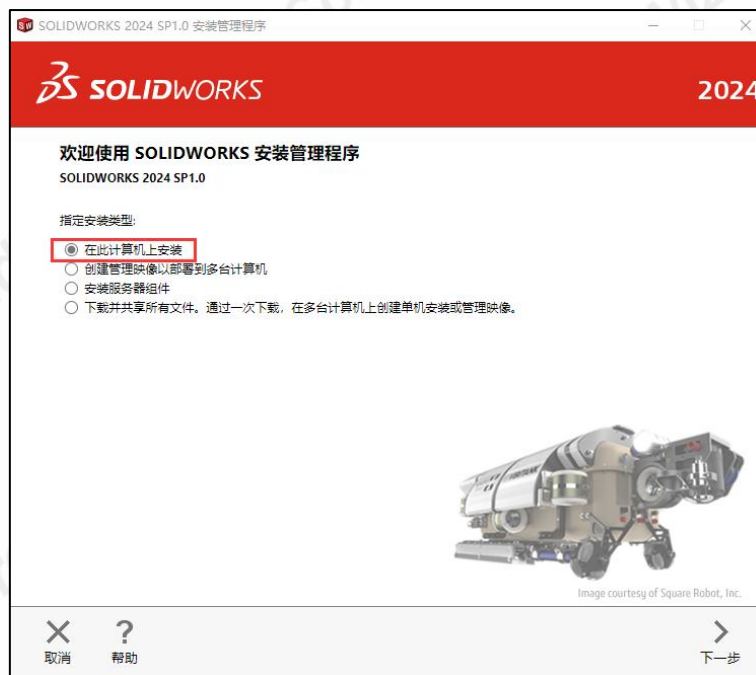 SOLIDWORKS 2024 SP1.0 安装管理程序
SOLIDWORKS
2024
欢迎使用 SOLIDWORKS 安装管理程序
SOLIDWORKS 2024 SP1.0
指定安装类型:
在此计算机上安装
创建管理映像以部署到多台计算机
安装服务器组件
下载并共享所有文件。通过一次下载，在多台计算机上创建单机安装或管理映像。
Image courtesy of Square Robot, Inc.
取消
帮助
下一步